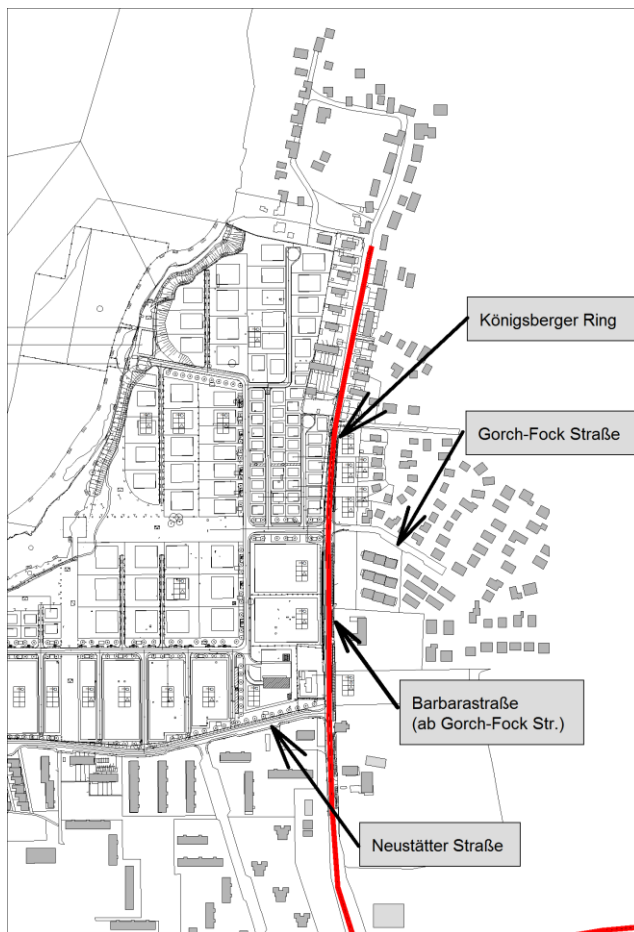 Königsberger Ring
Gorch-Fock Straße
Barbarastraße
(ab Gorch-Fock Str.)
Neustätter Straße